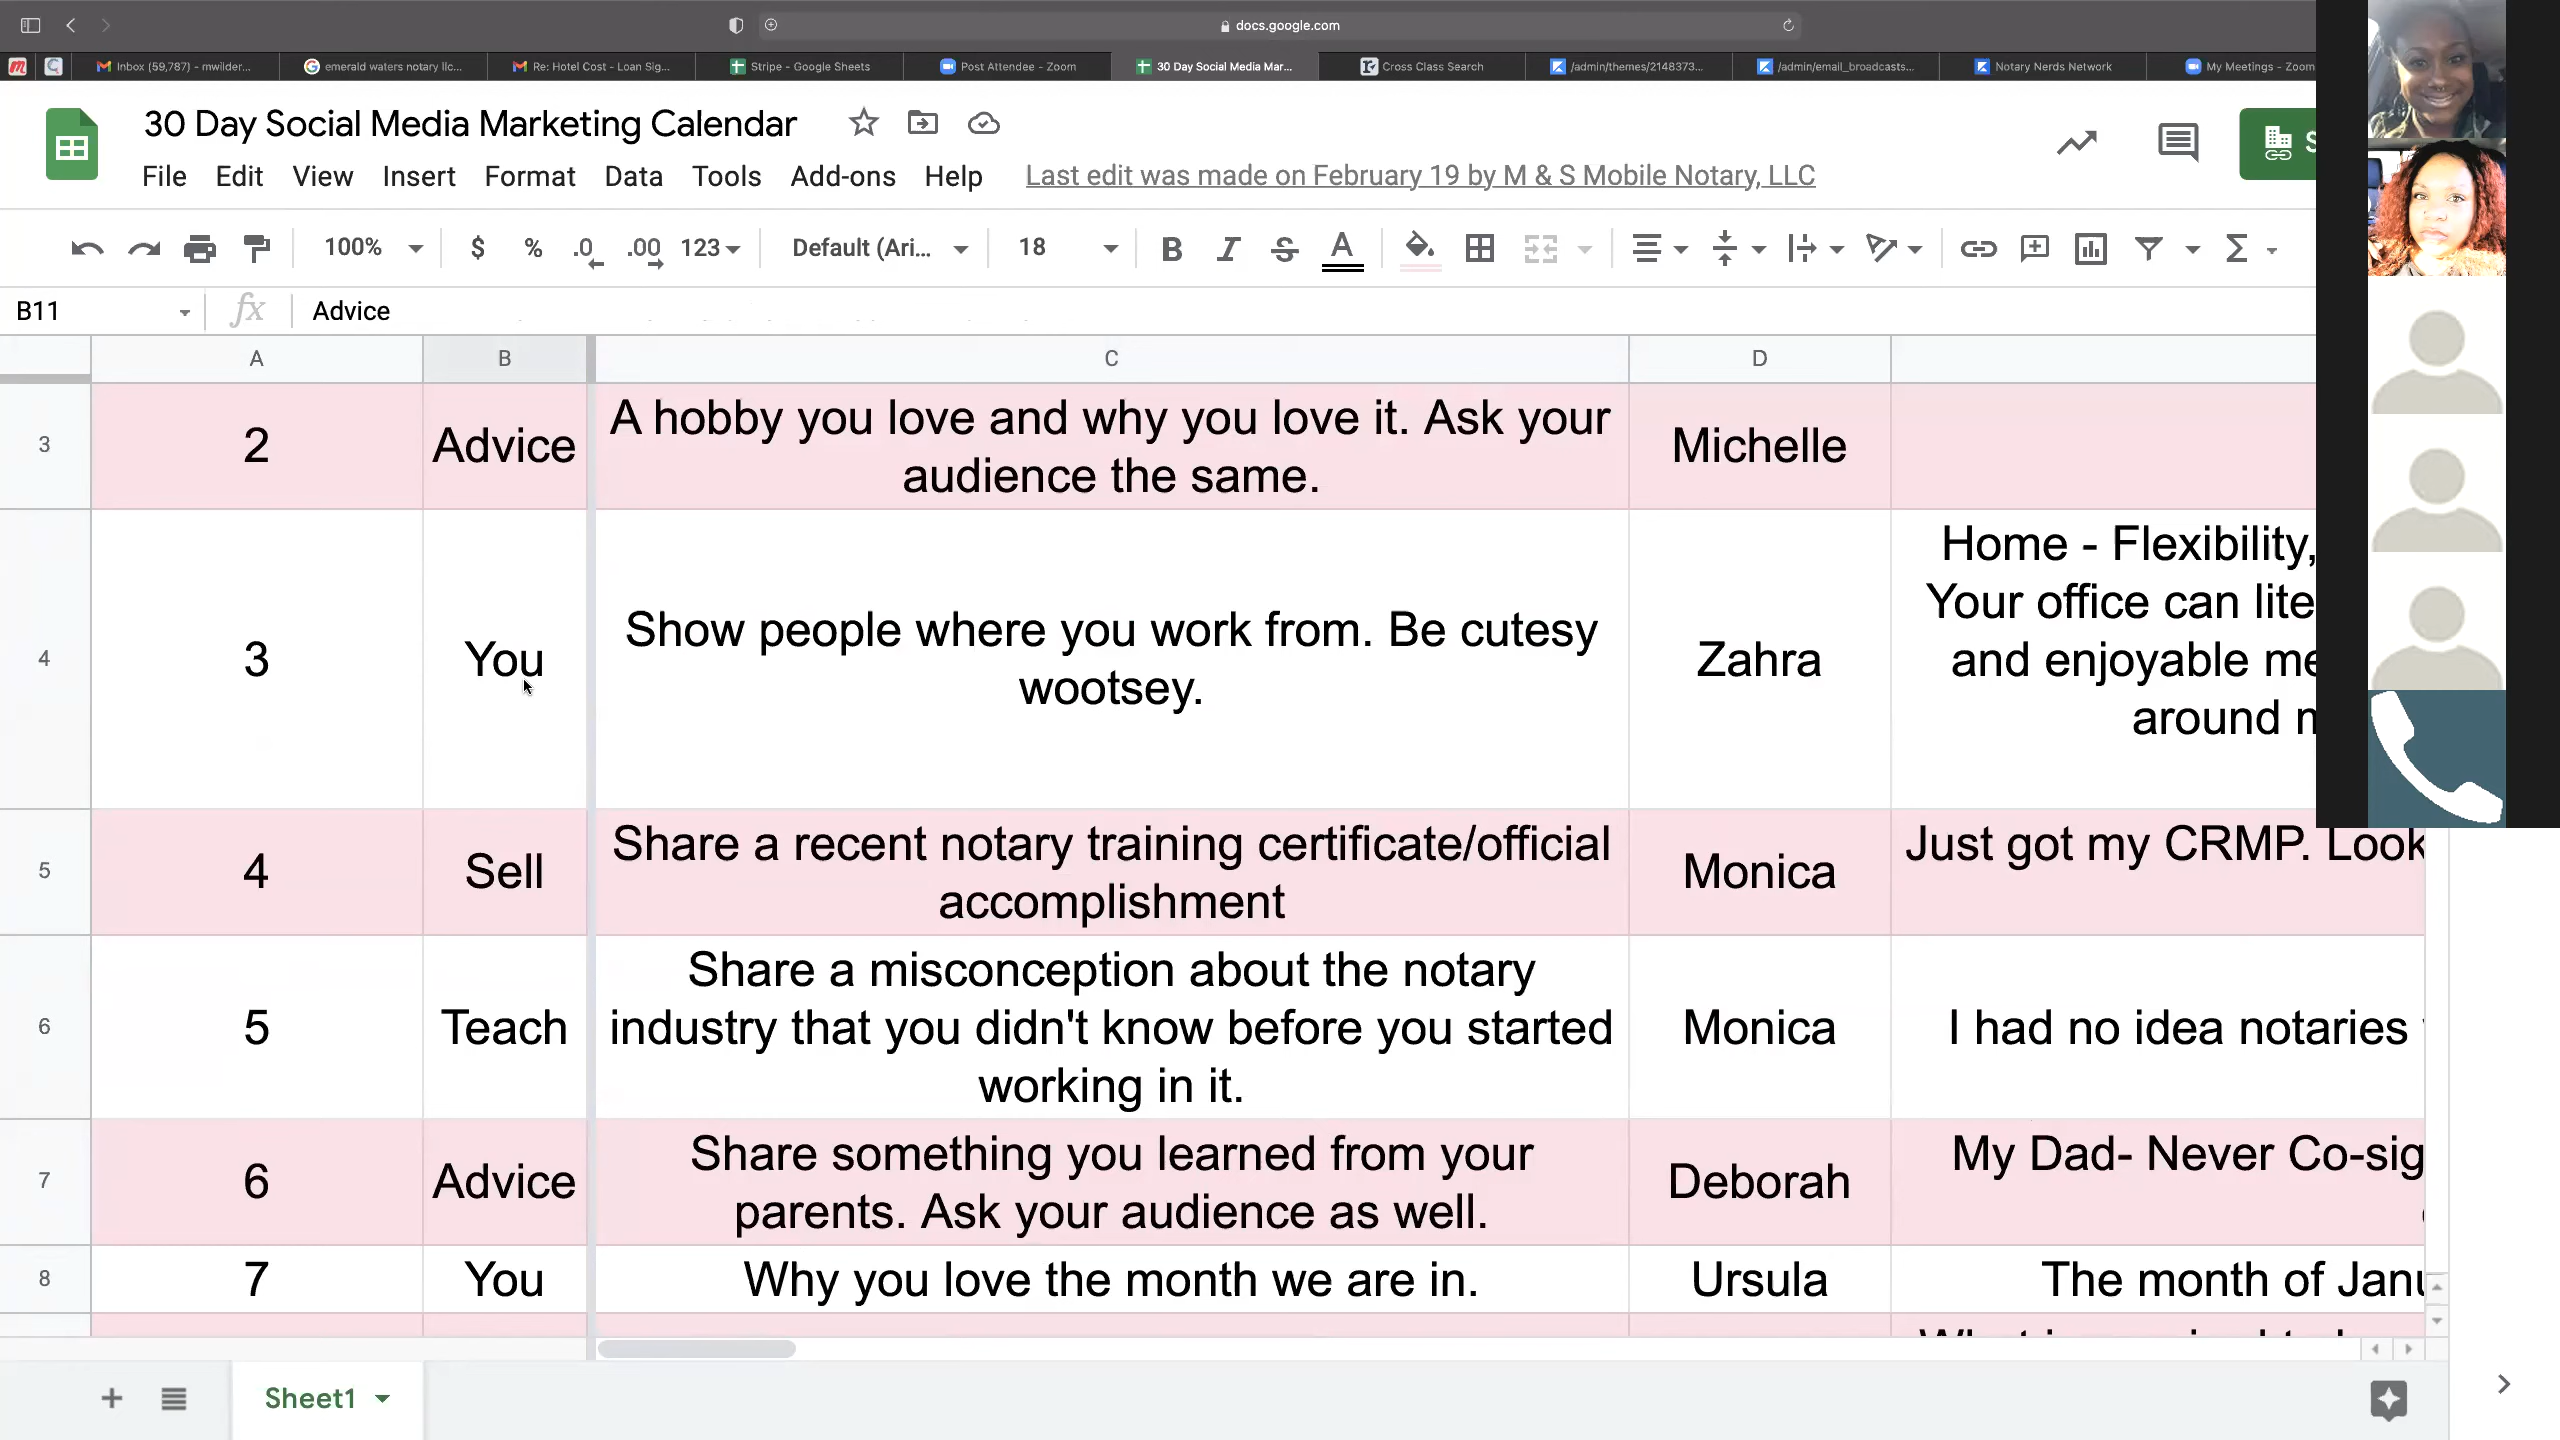 docs.google.com
Inbox (59,787) - mwilder...
emerald waters notary llc...
Re: Hotel Cost - Loan Sig...
Stripe - Google Sheets
Post Attendee - Zoom
30 Day Social Media Mar...
Cross Class Search
/admin/themes/2148373...
/admin/email_broadcasts...
Notary Nerds Network
My Meetings - Zoom
30 Day Social Media Marketing Calendar
File Edit View Insert Format Data Tools Add-ons Help Last edit was made on February 19 by M & S Mobile Notary, LLC
100% $ % .0 .00 123 Default (Ari... 18 B I S A
B11 fx Advice
A B C D
3 2 Advice A hobby you love and why you love it. Ask your
audience the same.
Michelle
4 3 You Show people where you work from. Be cutesy
wootsey.
Zahra
Home - Flexibility,
Your office can lite
and enjoyable me
around
5 4 Sell Share a recent notary training certificate/official
accomplishment
Monica
Just got my CRMP. Look
6 5 Teach Share a misconception about the notary
industry that you didn't know before you started
working in it.
Monica
I had no idea notaries
7 6 Advice Share something you learned from your
parents. Ask your audience as well.
Deborah
My Dad- Never Co-sig
8 7 You Why you love the month we are in. Ursula The month of Janu
Sheet1